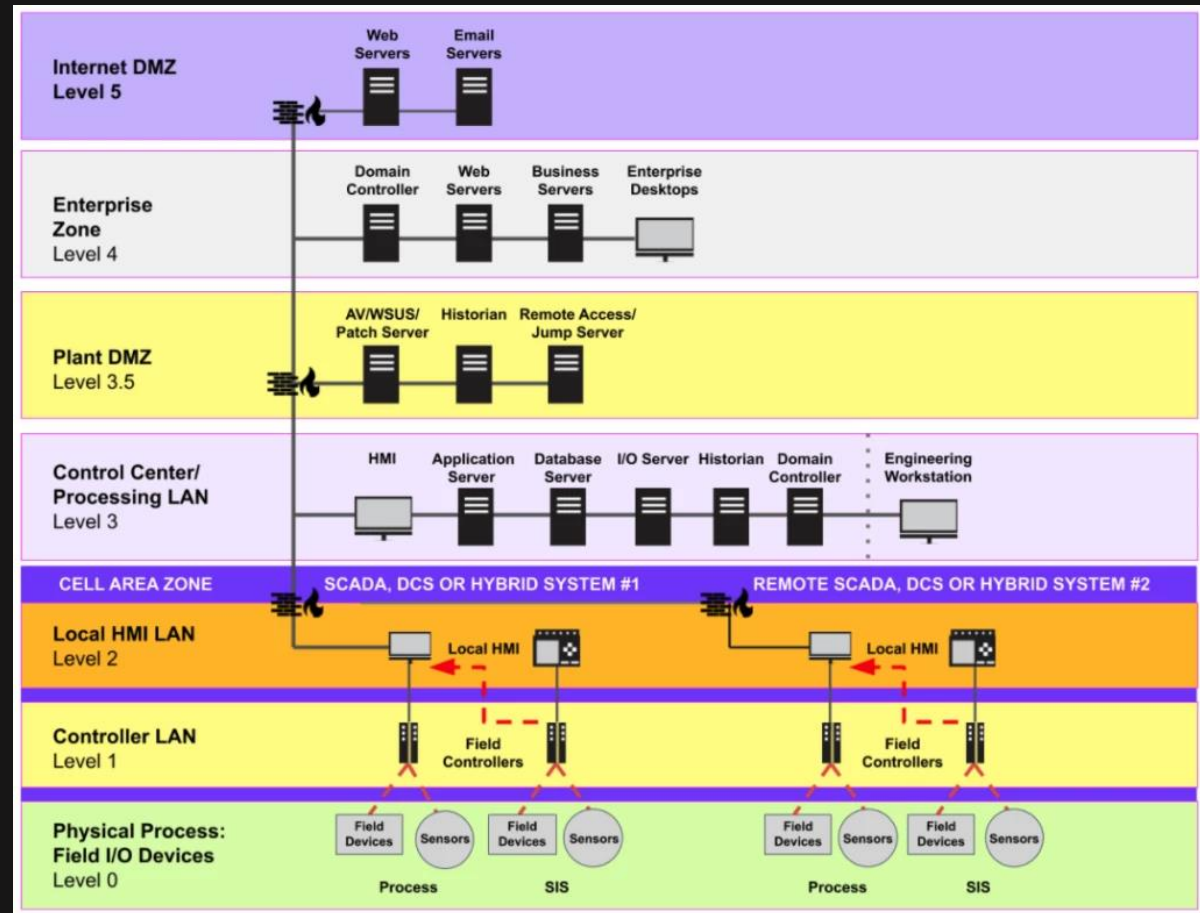 Internet DMZ
Level 5
Web
Servers
Email
Servers
Enterprise
Zone
Level 4
Domain
Controller
Web
Servers
Business
Servers
Enterprise
Desktops
Plant DMZ
Level 3.5
AV/WSUS/
Patch Server
Historian
Remote Access/
Jump Server
Control Center/
Processing LAN
Level 3
HMI
Application
Server
Database
Server
I/O Server
Historian
Domain
Controller
Engineering
Workstation
CELL AREA ZONE
SCADA, DCS OR HYBRID SYSTEM #1
REMOTE SCADA, DCS OR HYBRID SYSTEM #2
Local HMI LAN
Level 2
Local HMI
Local HMI
Controller LAN
Level 1
Field
Controllers
Field
Controllers
Physical Process:
Field I/O Devices
Level 0
Field
Devices
Sensors
Field
Devices
Sensors
Field
Devices
Sensors
Field
Devices
Sensors
Process
SIS
Process
SIS